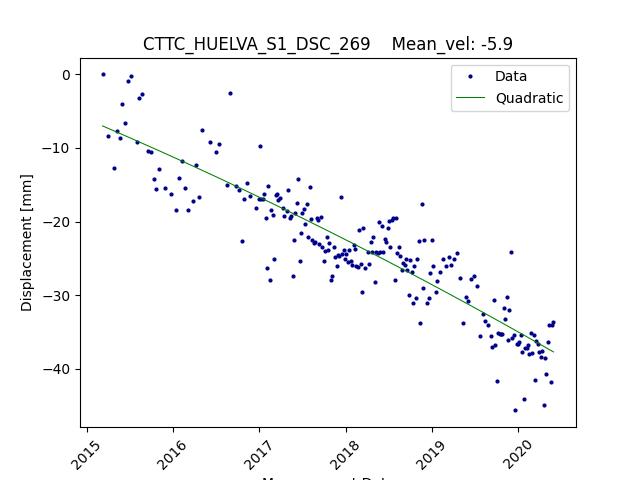 CTTC_HUELVA_S1_DSC_269 Mean_vel: -5.9
Data
Quadratic
Displacement [mm]
0
−10
−20
−30
−40
2015
2016
2017
2018
2019
2020